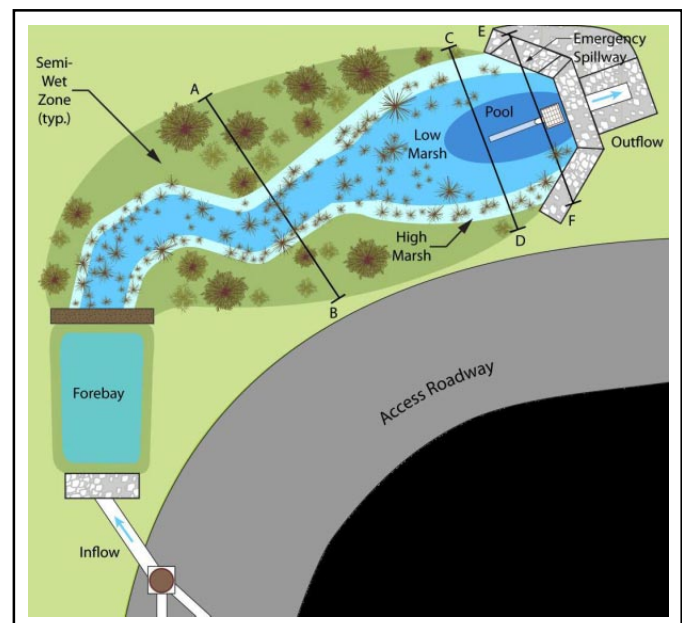 Semi-
Wet
Zone
(typ.)
A
C
E
Emergency
Spillway
Pool
Low
Marsh
Outflow
F
High
Marsh
D
B
Forebay
Access Roadway
Inflow